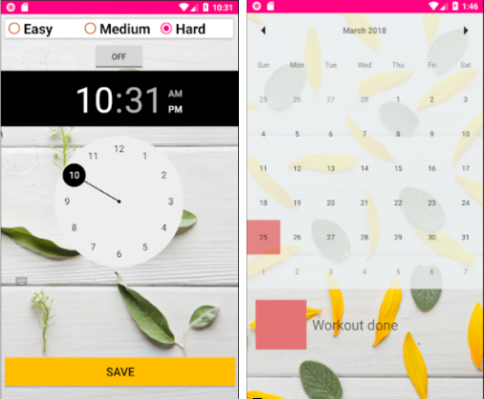 10:31
Easy Medium Hard
OFF
10:31 AM
PM
12
11 1
10 2
9 3
8 4
7 5
6
SAVE
1:46
March 2018
Sun Mon Tue Wed Thu Fri Sat
25 26 27 28 1 2 3
4 5 6 7 8 9 10
11 12 13 14 15 16 17
18 19 20 21 22 23 24
25 26 27 28 29 30 31
1 2 3 4 5 6 7
Workout done